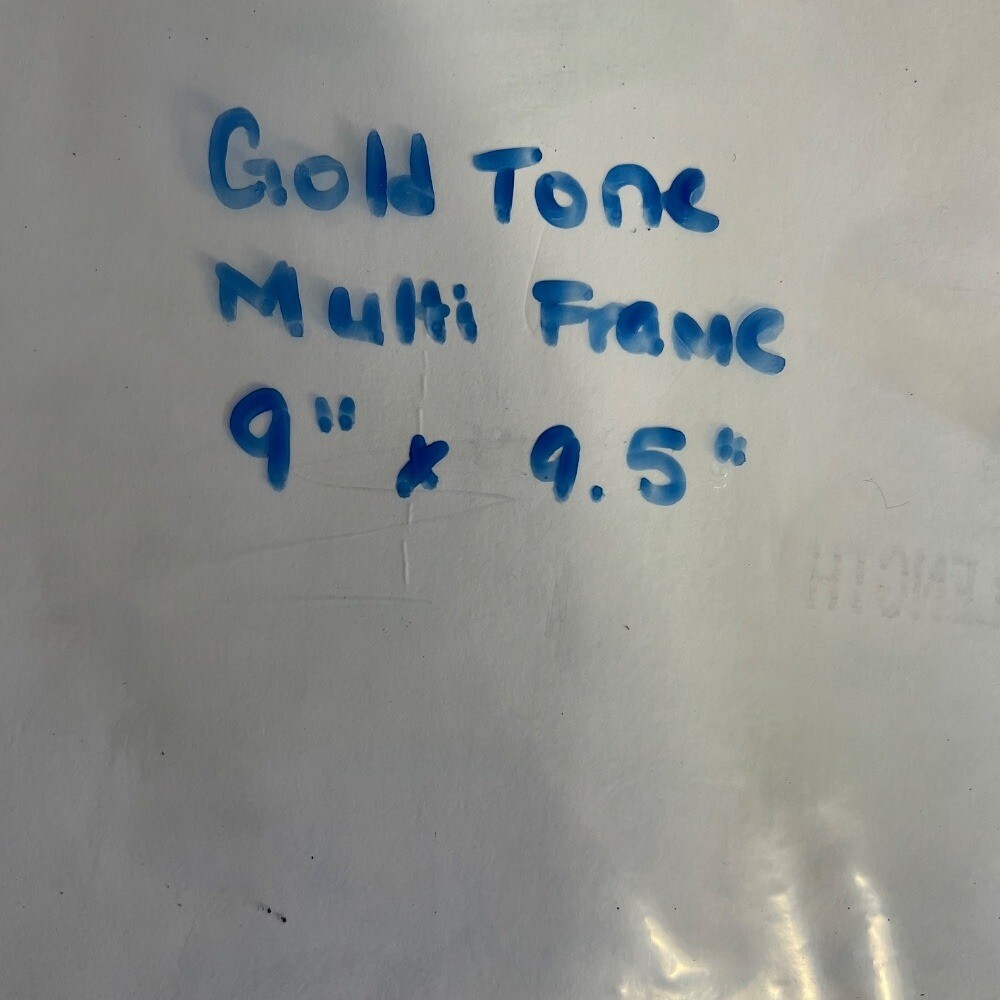 Gold Tone
Multi Frame
9" x 9.5"